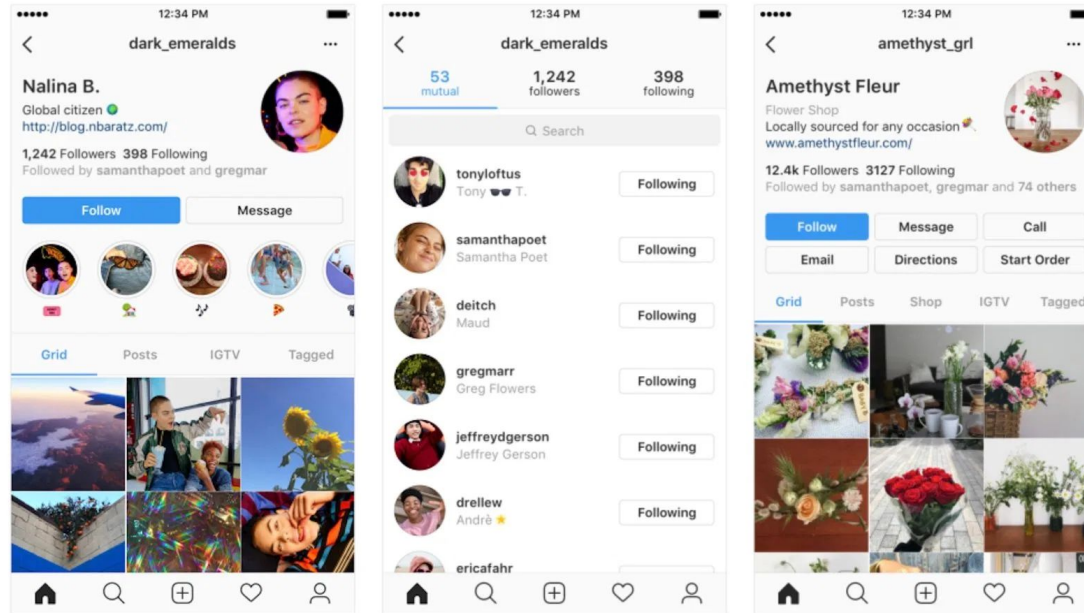 12:34 PM
dark_emeralds
Nalina B.
Global citizen
http://blog.nbaratz.com/
1,242 Followers 398 Following
Followed by samanthapoet and gregmar
Follow Message
Grid Posts IGTV Tagged
12:34 PM
dark_emeralds
53 1,242 398
mutual followers following
Search
tonyloftus
Tony T.
Following
samanthapoet
Samantha Poet
Following
deitch
Maud
Following
gregmarr
Greg Flowers
Following
jeffreydgerson
Jeffrey Gerson
Following
drellew
Andrè
Following
ericafahr
12:34 PM
amethyst_grl
Amethyst Fleur
Flower Shop
Locally sourced for any occasion
www.amethystfleur.com/
12.4k Followers 3127 Following
Followed by samanthapoet, gregmar and 74 others
Follow Message Call
Email Directions Start Order
Grid Posts Shop IGTV Tagged